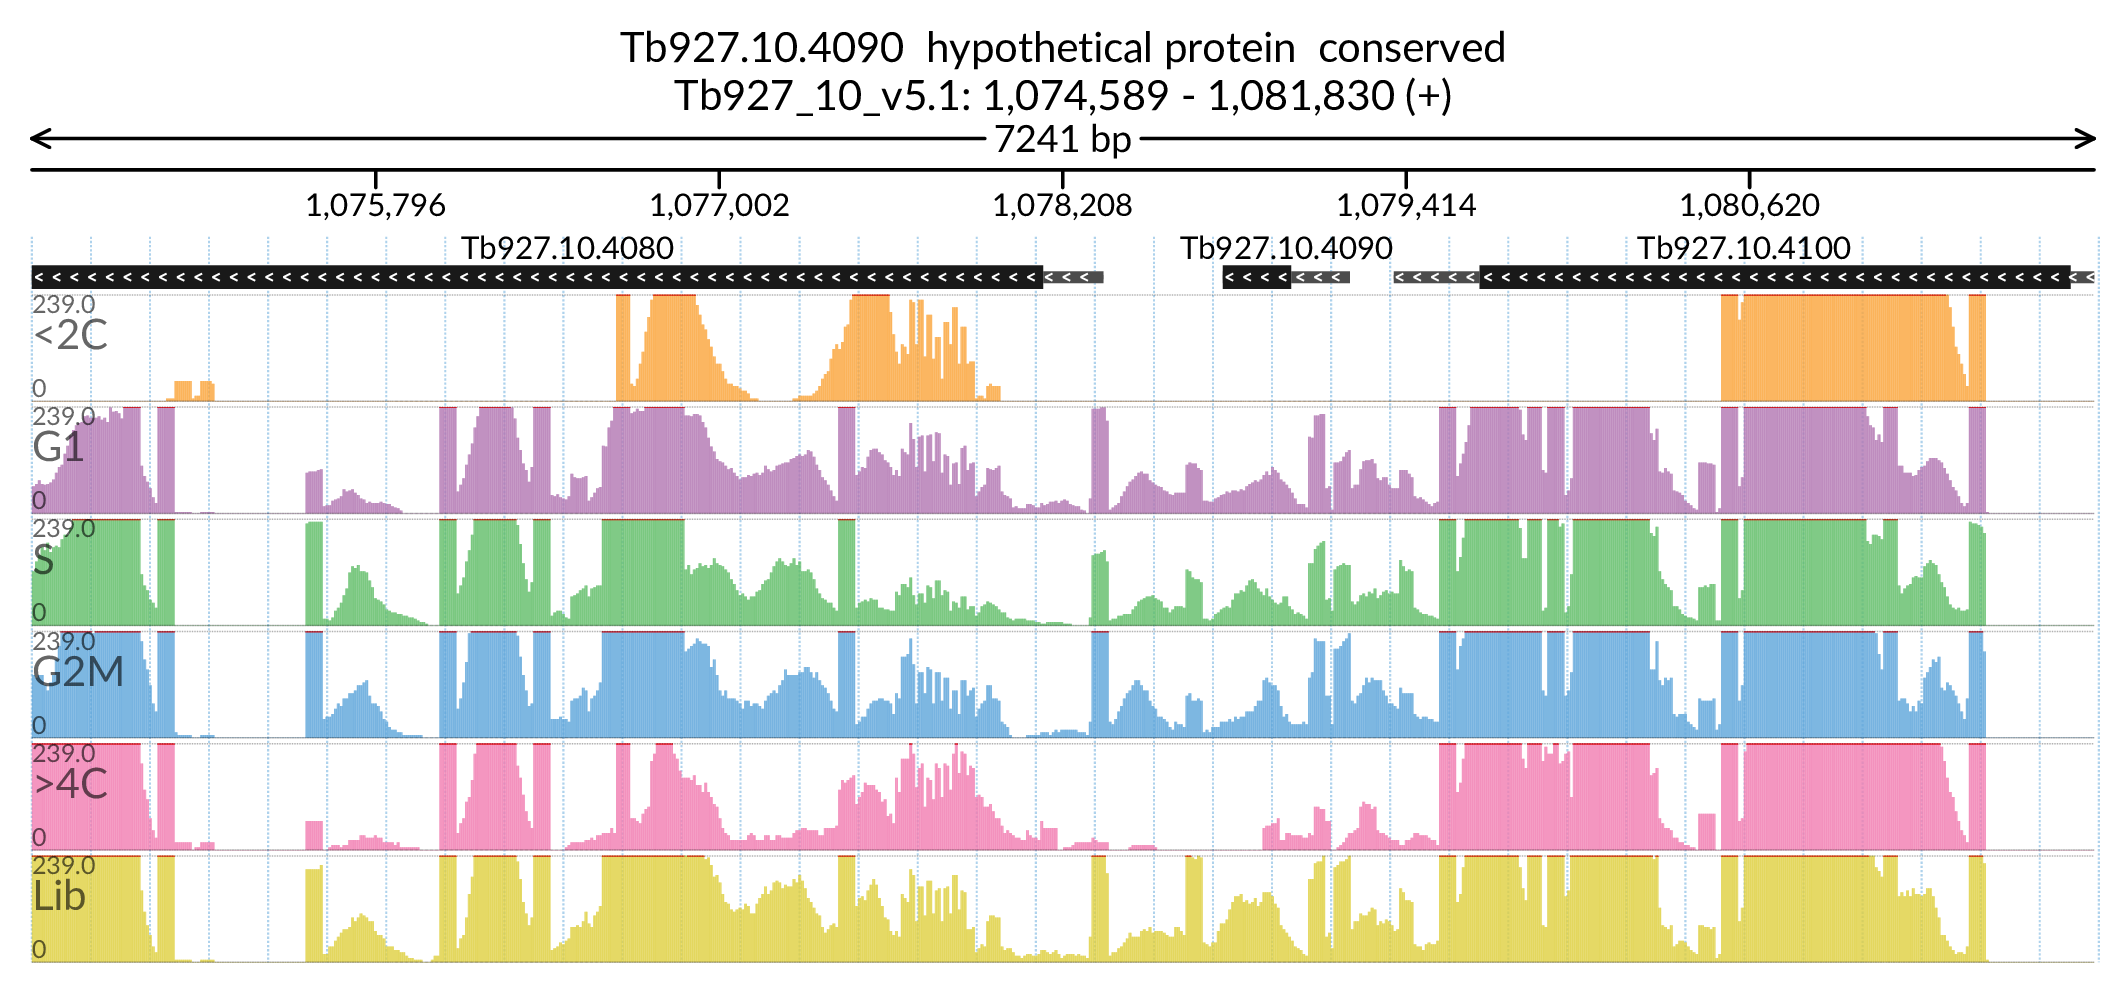 Tb927.10.4090  hypothetical protein  conserved
Tb927_10_v5.1: 1,074,589 - 1,081,830 (+)
7241 bp
1,075,796 1,077,002 1,078,208 1,079,414 1,080,620
Tb927.10.4080 Tb927.10.4090 Tb927.10.4100
239.0
<2C
0
239.0
G1
0
239.0
S
0
239.0
G2M
0
239.0
>4C
0
239.0
Lib
0